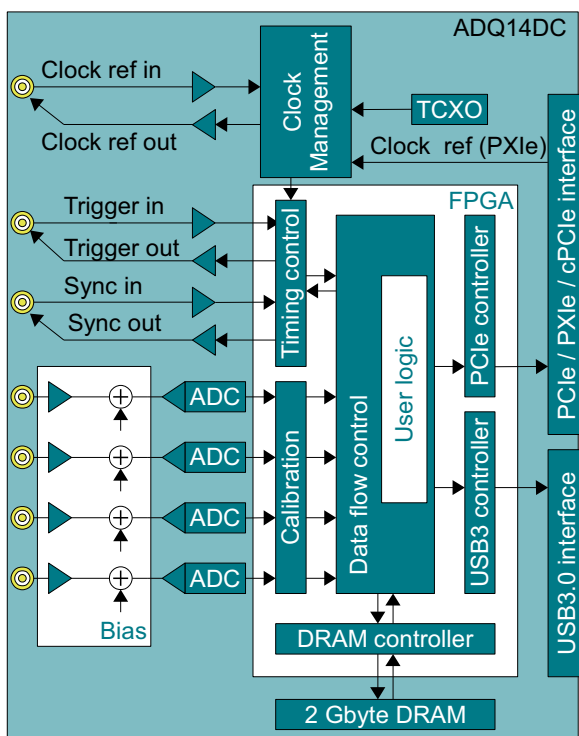 ADQ14DC
Clock ref in
Clock ref out
Clock
Management
TCXO
Clock ref (PXIe)
PCIe / PXIe / cPCIe interface
FPGA
Trigger in
Trigger out
Sync in
Sync out
Timing control
Data flow control
User logic
PCIe controller
USB3 controller
USB3.0 interface
ADC
ADC
ADC
ADC
Calibration
Bias
DRAM controller
2 Gbyte DRAM